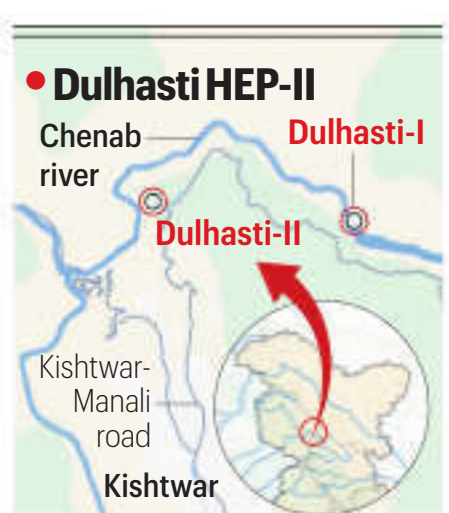 • Dulhasti HEP-II
Chenab
river
Dulhasti-I
Dulhasti-II
Kishtwar-
Manali
road
Kishtwar